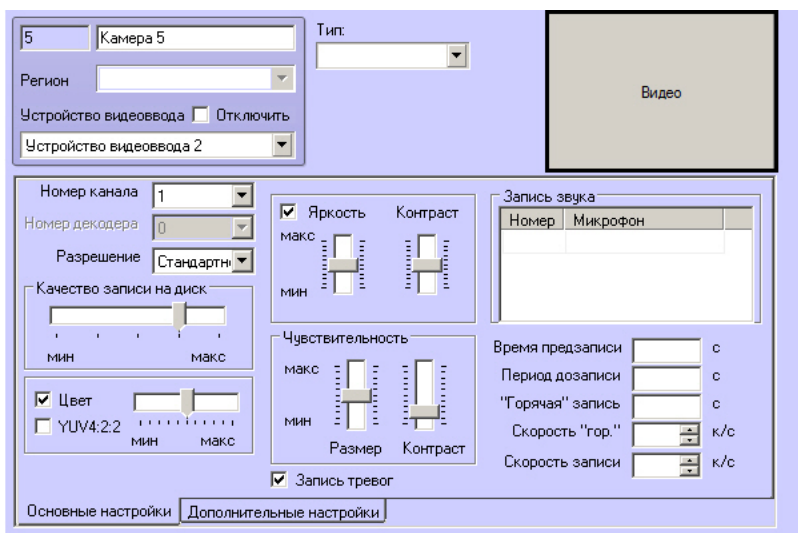 5 Камера 5
Тип:
Регион
Устройство видеоввода Отключить
Устройство видеоввода 2
Видео
Номер канала 1
Номер декодера 0
Разрешение Стандартн
Качество записи на диск
мин макс
Цвет
YUV4:2:2
мин макс
Яркость Контраст
макс
мин
Чувствительность
макс
мин
Размер Контраст
Запись тревог
Запись звука
Номер Микрофон
Время предзаписи с
Период дозаписи с
"Горячая" запись с
Скорость "гор." к/с
Скорость записи к/с
Основные настройки Дополнительные настройки